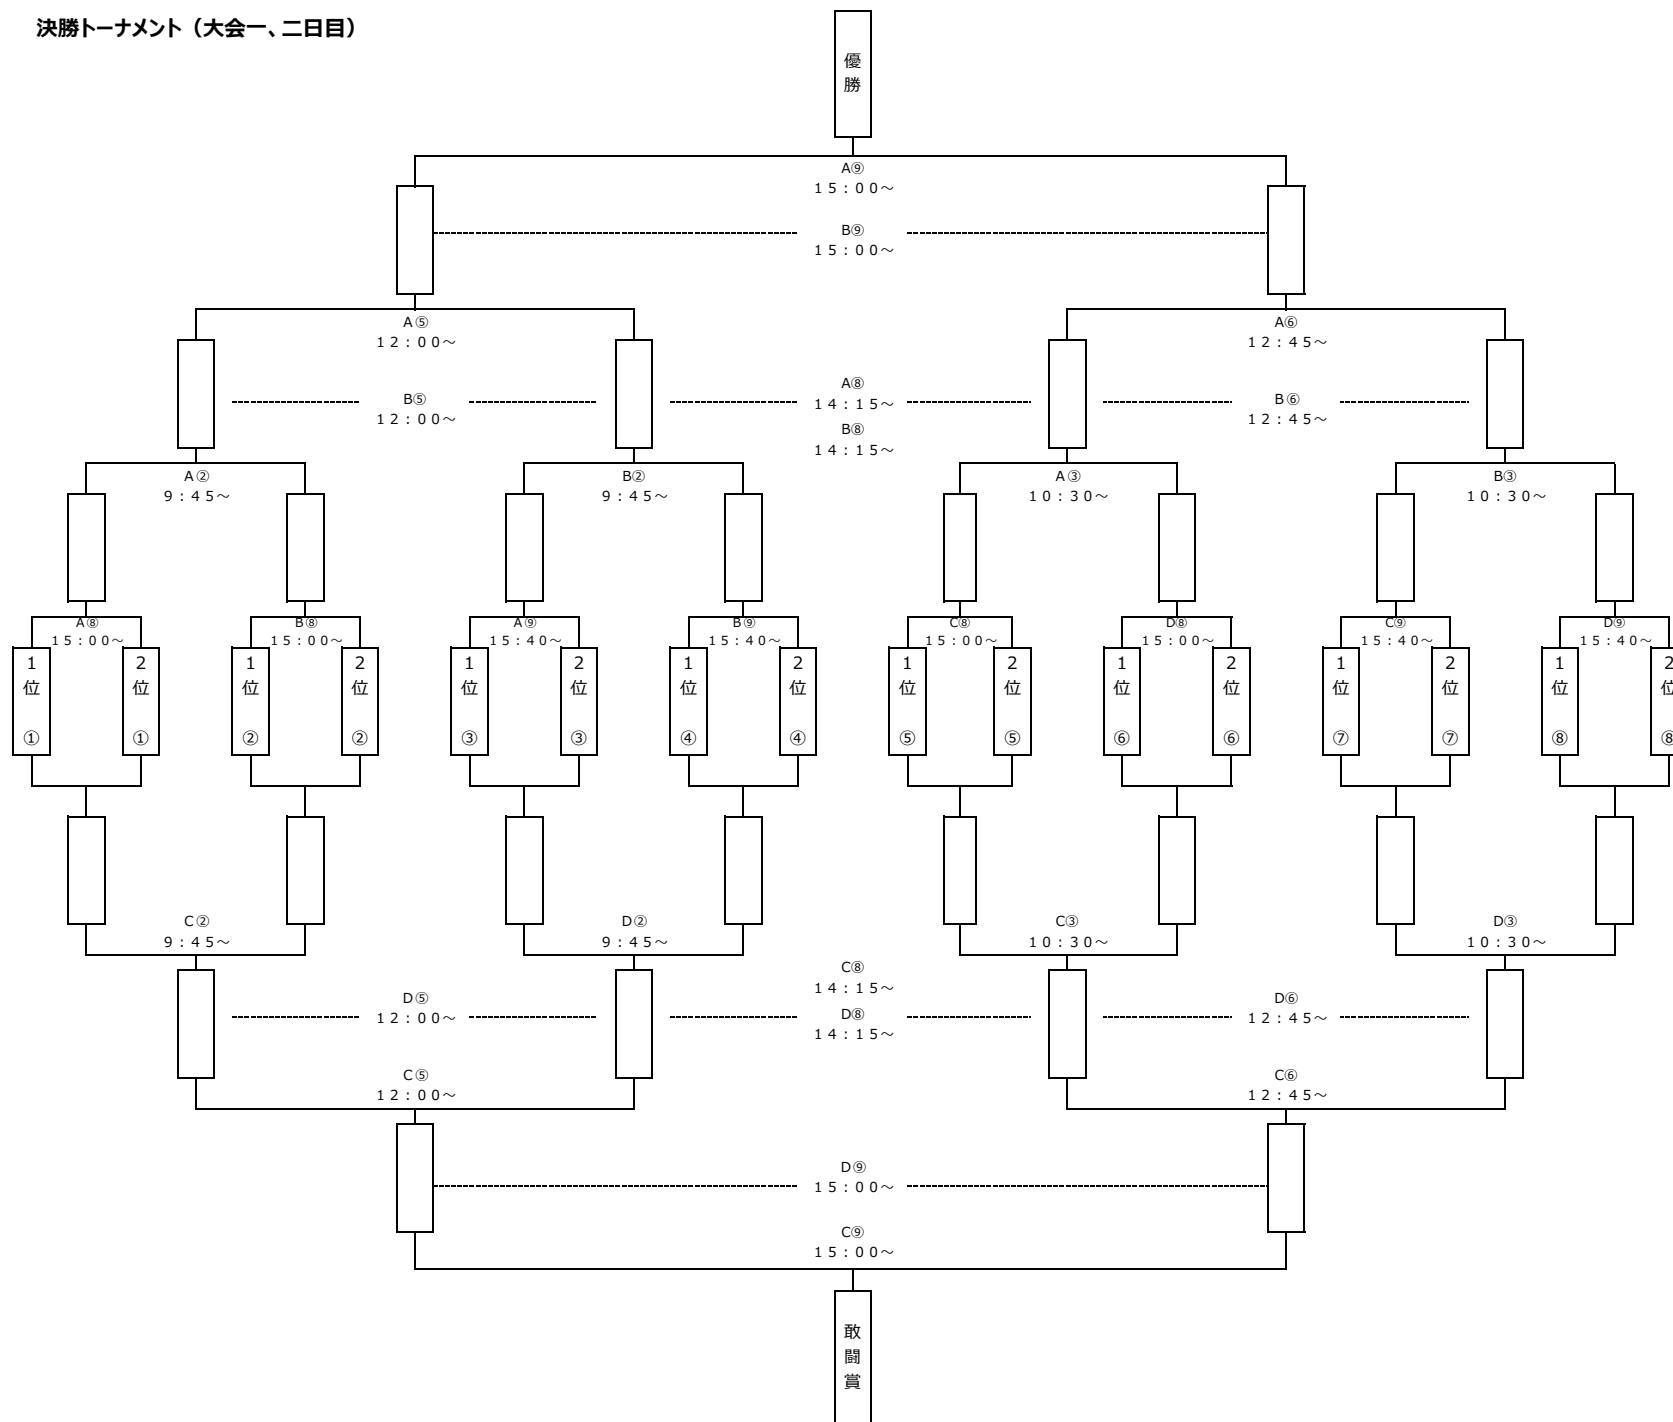 決勝トーナメント（大会一、二日目）
優
勝
A⑨
１５：００～
B⑨
１５：００～
A⑤
１２：００～
A⑥
１２：４５～
B⑤
１２：００～
A⑧
１４：１５～
B⑧
１４：１５～
B⑥
１２：４５～
A②
９：４５～
B②
９：４５～
A③
１０：３０～
B③
１０：３０～
A⑧
１５：００～
B⑧
１５：００～
A⑨
１５：４０～
B⑨
１５：４０～
C⑧
１５：００～
D⑧
１５：００～
C⑨
１５：４０～
D⑨
１５：４０～
１位 ①
２位 ①
１位 ②
２位 ②
１位 ③
２位 ③
１位 ④
２位 ④
１位 ⑤
２位 ⑤
１位 ⑥
２位 ⑥
１位 ⑦
２位 ⑦
１位 ⑧
２位 ⑧
C②
９：４５～
D②
９：４５～
C③
１０：３０～
D③
１０：３０～
D⑤
１２：００～
C⑧
１４：１５～
D⑧
１４：１５～
D⑥
１２：４５～
C⑤
１２：００～
C⑥
１２：４５～
D⑨
１５：００～
C⑨
１５：００～
敢
闘
賞